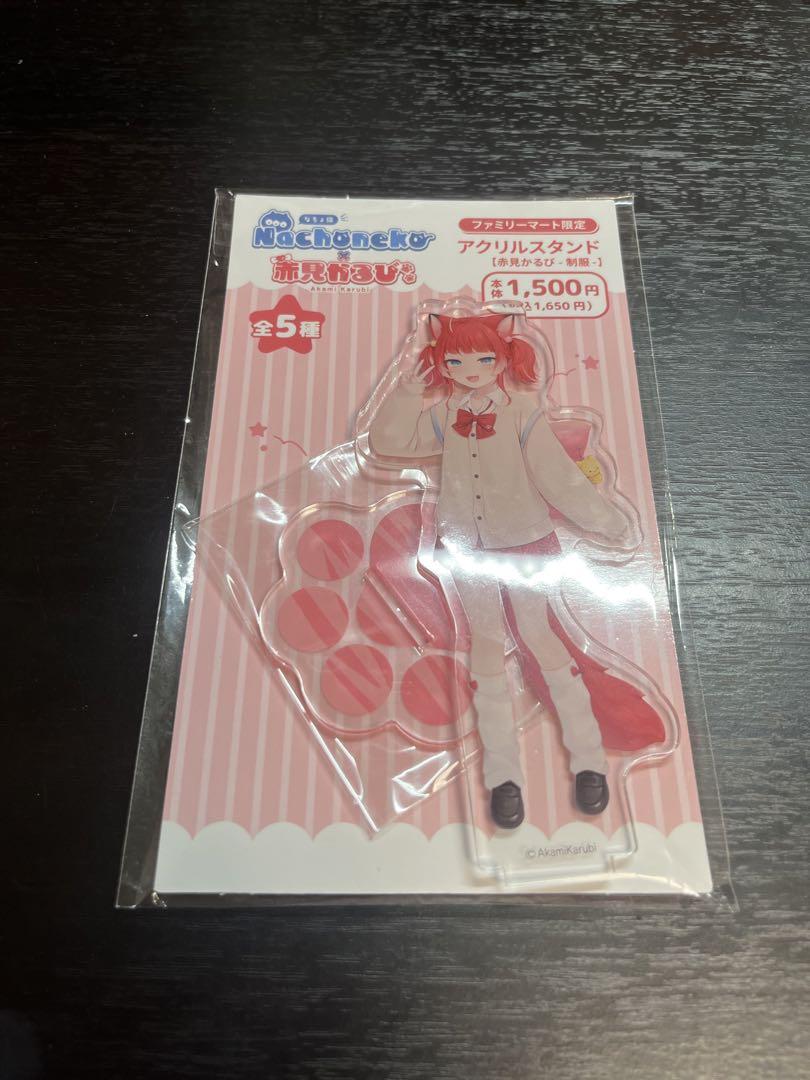 なちょ猫
Nachoneko
×
赤見かるび
Akami Karubi
全5種
ファミリーマート限定
アクリルスタンド
【赤見かるび - 制服 -】
本体 1,500円
(税込1,650円)
©AkamiKarubi